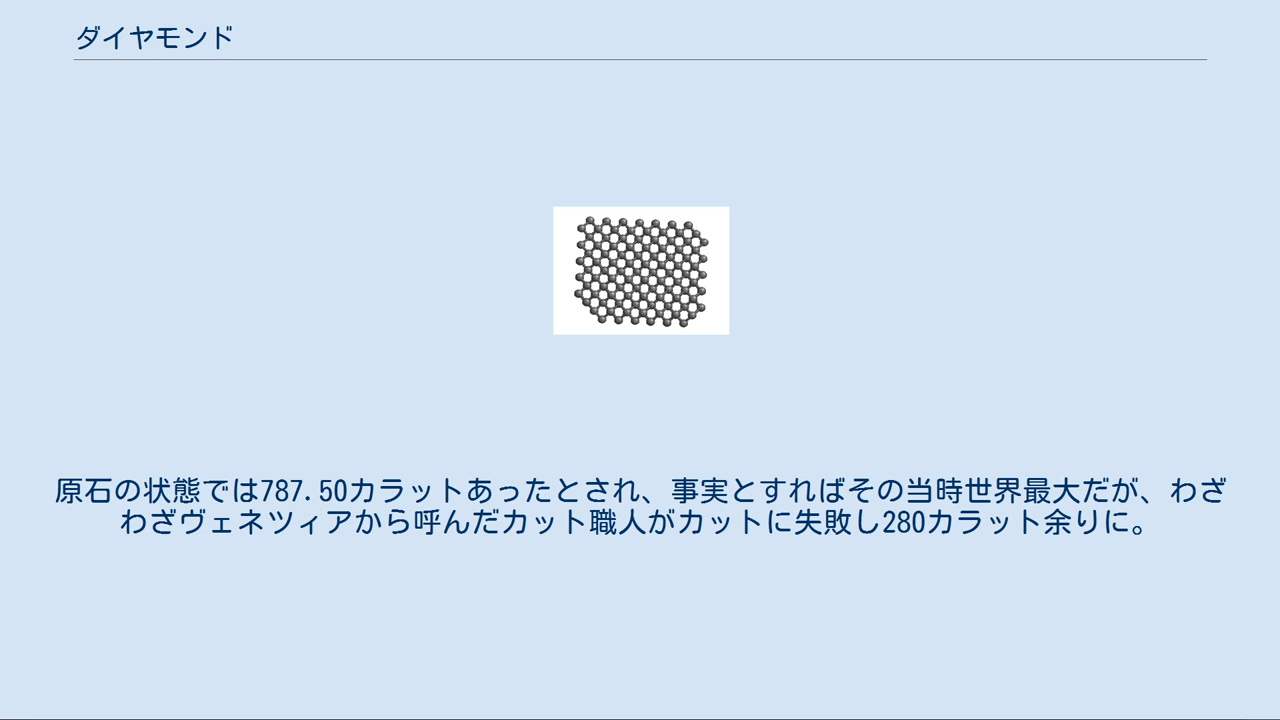 ダイヤモンド
原石の状態では787.50カラットあったとされ、事実とすればその当時世界最大だが、わざ
わざヴェネツィアから呼んだカット職人がカットに失敗し280カラット余りに。